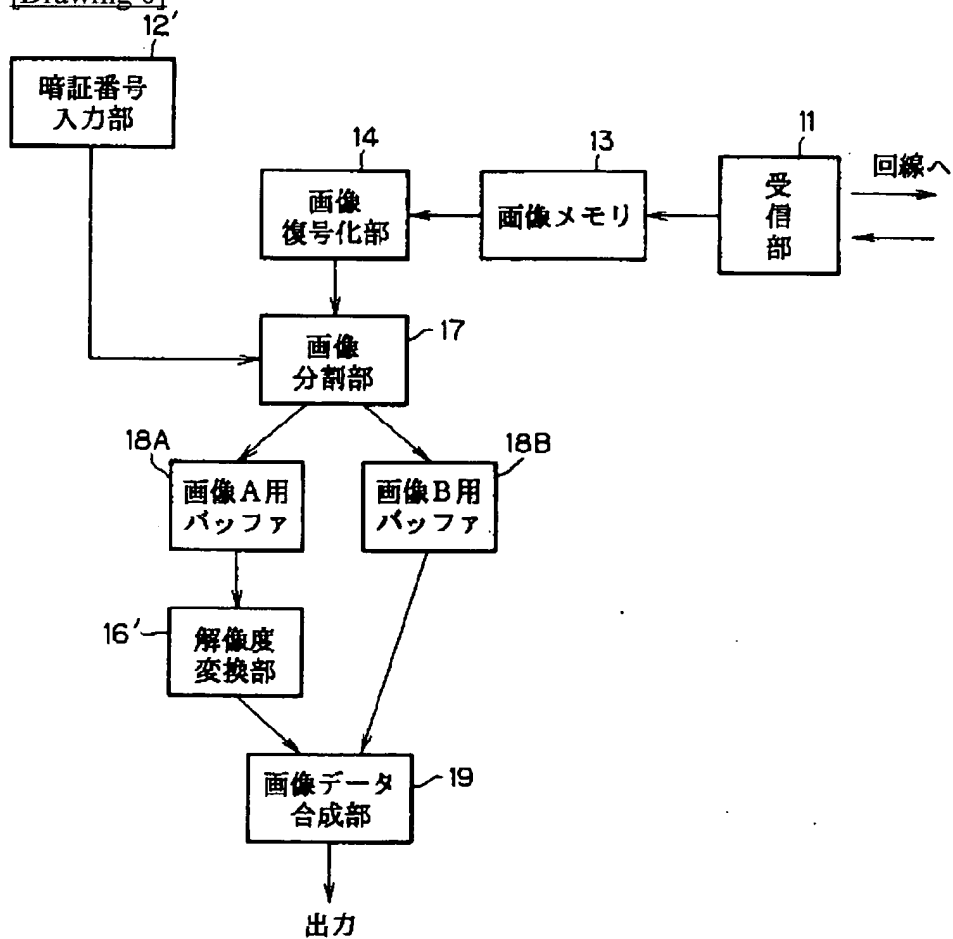 [Drawing 6]
12′
暗証番号
入力部
14
画像
復号化部
13
画像メモリ
11
受
信
部
回線へ
17
画像
分割部
18A
画像A用
バッファ
18B
画像B用
バッファ
16′
解像度
変換部
画像データ
合成部
19
出力